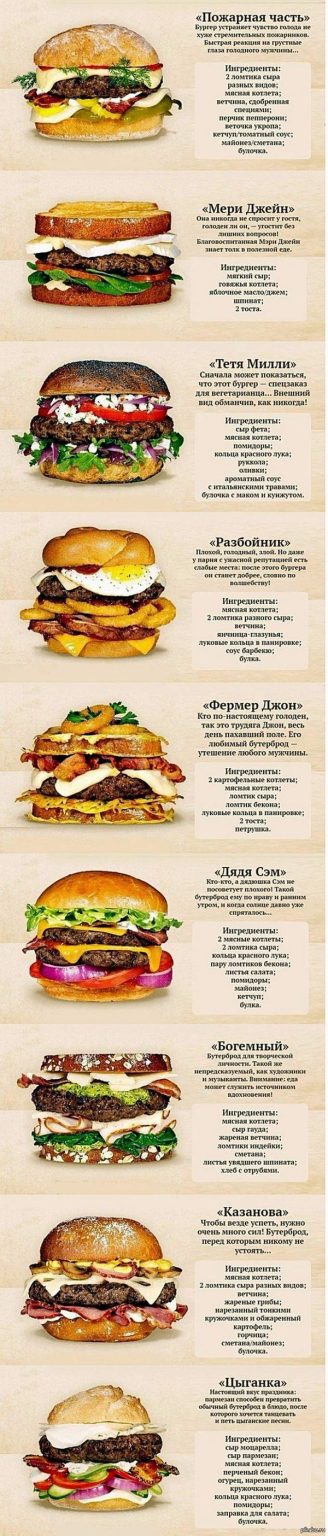 «Пожарная часть»
Бургер устраняет чувство голода не
хуже стремительных пожарников.
Быстрая реакция на грустные
глаза голодного мужчины...
Ингредиенты:
2 ломтика сыра
разных видов;
мясная котлета;
ветчина, сдобренная
специями;
перчик пепперони;
веточка укропа;
кетчуп/томатный соус;
майонез/сметана;
булочка.
«Мери Джейн»
Она никогда не спросит у гостя,
голоден ли он, — угостит без
лишних вопросов!
Благовоспитанная Мэри Джейн
знает толк в полезной еде.
Ингредиенты:
мягкий сыр;
говяжья котлета;
яблочное масло/джем;
шпинат;
2 тоста.
«Тетя Милли»
Сначала может показаться,
что этот бургер — спецзаказ
для вегетарианца... Внешний
вид обманчив, как никогда!
Ингредиенты:
сыр фета;
мясная котлета;
помидоры;
кольца красного лука;
руккола;
оливки;
ароматный соус
с итальянскими травами;
булочка с маком и кунжутом.
«Разбойник»
Плохой, голодный, злой. Но даже
у парня с ужасной репутацией есть
слабые места: после этого бургера
он станет добрее, словно по
волшебству!
Ингредиенты:
мясная котлета;
2 ломтика разного сыра;
ветчина;
яичница-глазунья;
луковые кольца в панировке;
соус барбекю;
булка.
«Фермер Джон»
Кто по-настоящему голоден,
так это трудяга Джон, весь
день пахавший поле. Его
любимый бутерброд —
утешение любого мужчины.
Ингредиенты:
2 картофельные котлеты;
мясная котлета;
ломтик сыра;
ломтик бекона;
луковые кольца в панировке;
2 тоста;
петрушка.
«Дядя Сэм»
Кто-кто, а дядюшка Сэм не
посоветует плохого! Такой
бутерброд ему по нраву и ранним
утром, и когда солнце давно уже
спряталось...
Ингредиенты:
2 мясные котлеты;
2 ломтика сыра;
кольца красного лука;
пару ломтиков бекона;
листья салата;
помидоры;
майонез;
кетчуп;
булка.
«Богемный»
Бутерброд для творческой
личности. Такой же
непредсказуемый, как художники
и музыканты. Внимание: еда
может служить источником
вдохновения!
Ингредиенты:
мясная котлета;
сыр гауда;
жареная ветчина;
ломтики индейки;
сметана;
листья увядшего шпината;
хлеб с отрубями.
«Казанова»
Чтобы везде успеть, нужно
очень много сил! Бутерброд,
перед которым никому не
устоять...
Ингредиенты:
мясная котлета;
2 ломтика сыра разных видов;
ветчина;
жареные грибы;
нарезанный тонкими
кружочками и обжаренный
картофель;
горчица;
сметана/майонез;
булочка.
«Цыганка»
Настоящий вкус праздника:
пармезан способен превратить
обычный бутерброд в блюдо, после
которого хочется танцевать
и петь цыганские песни.
Ингредиенты:
сыр моцарелла;
сыр пармезан;
мясная котлета;
перченый бекон;
огурец, нарезанный
кружочками;
кольца красного лука;
помидоры;
заправка для салата;
булочка.